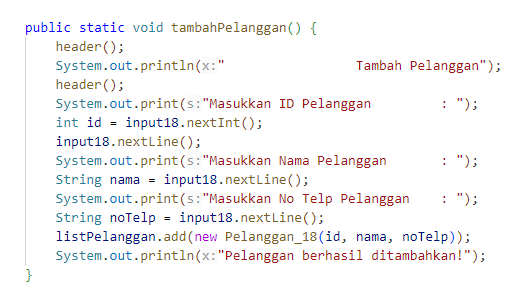 public static void tambahPelanggan() {
    header();
    System.out.println(x:"                 Tambah Pelanggan");
    header();
    System.out.print(s:"Masukkan ID Pelanggan         : ");
    int id = input18.nextInt();
    input18.nextLine();
    System.out.print(s:"Masukkan Nama Pelanggan       : ");
    String nama = input18.nextLine();
    System.out.print(s:"Masukkan No Telp Pelanggan    : ");
    String noTelp = input18.nextLine();
    listPelanggan.add(new Pelanggan_18(id, nama, noTelp));
    System.out.println(x:"Pelanggan berhasil ditambahkan!");
}